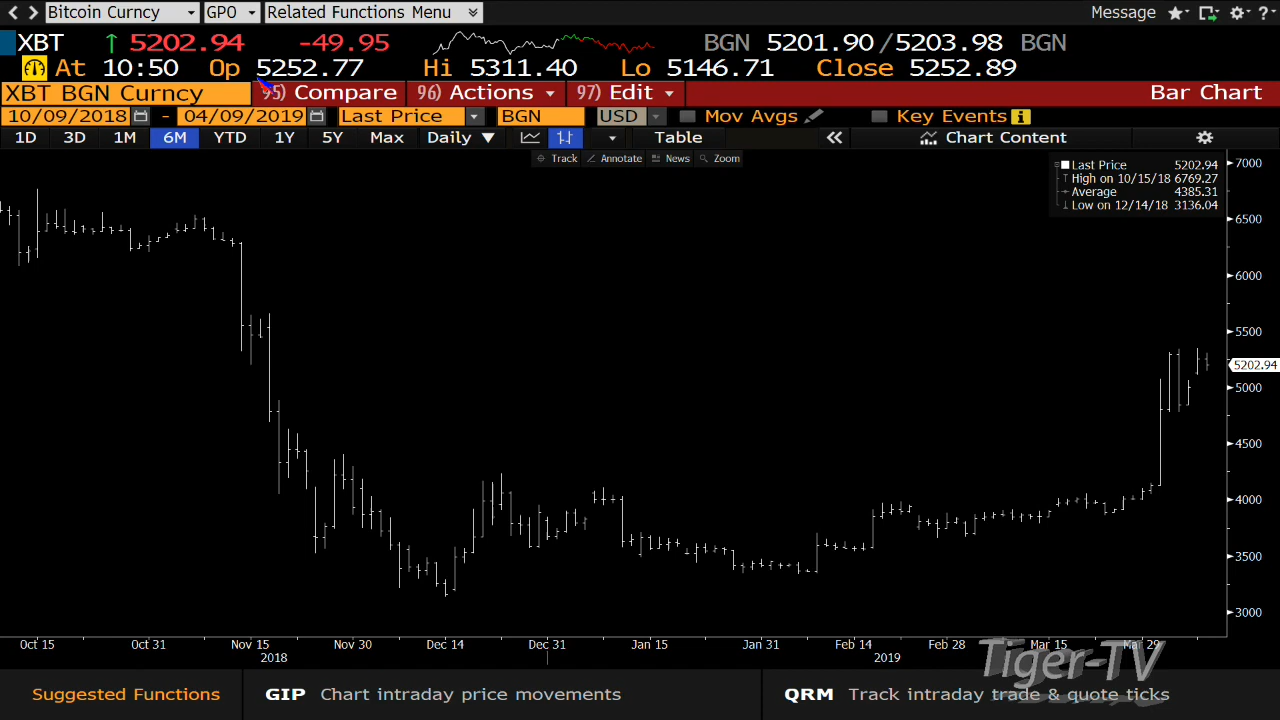 Bitcoin Curncy GPO Related Functions Menu Message ?
XBT ↑ 5202.94 -49.95 BGN 5201.90 /5203.98 BGN
At 10:50 Op 5252.77 Hi 5311.40 Lo 5146.71 Close 5252.89
XBT BGN Curncy 95) Compare 96) Actions 97) Edit Bar Chart
10/09/2018 - 04/09/2019 Last Price BGN USD Mov Avgs Key Events
1D 3D 1M 6M YTD 1Y 5Y Max Daily ▼ Table « Chart Content
Track Annotate News Zoom
Last Price 5202.94
High on 10/15/18 6769.27
Average 4385.31
Low on 12/14/18 3136.04
7000
6500
6000
5500
5202.94
5000
4500
4000
3500
3000
Oct 15 Oct 31 Nov 15 Nov 30 Dec 14 Dec 31 Jan 15 Jan 31 Feb 14 Feb 28 Mar 15 Mar 29
2018 2019
Tiger-TV
Suggested Functions GIP Chart intraday price movements QRM Track intraday trade & quote ticks